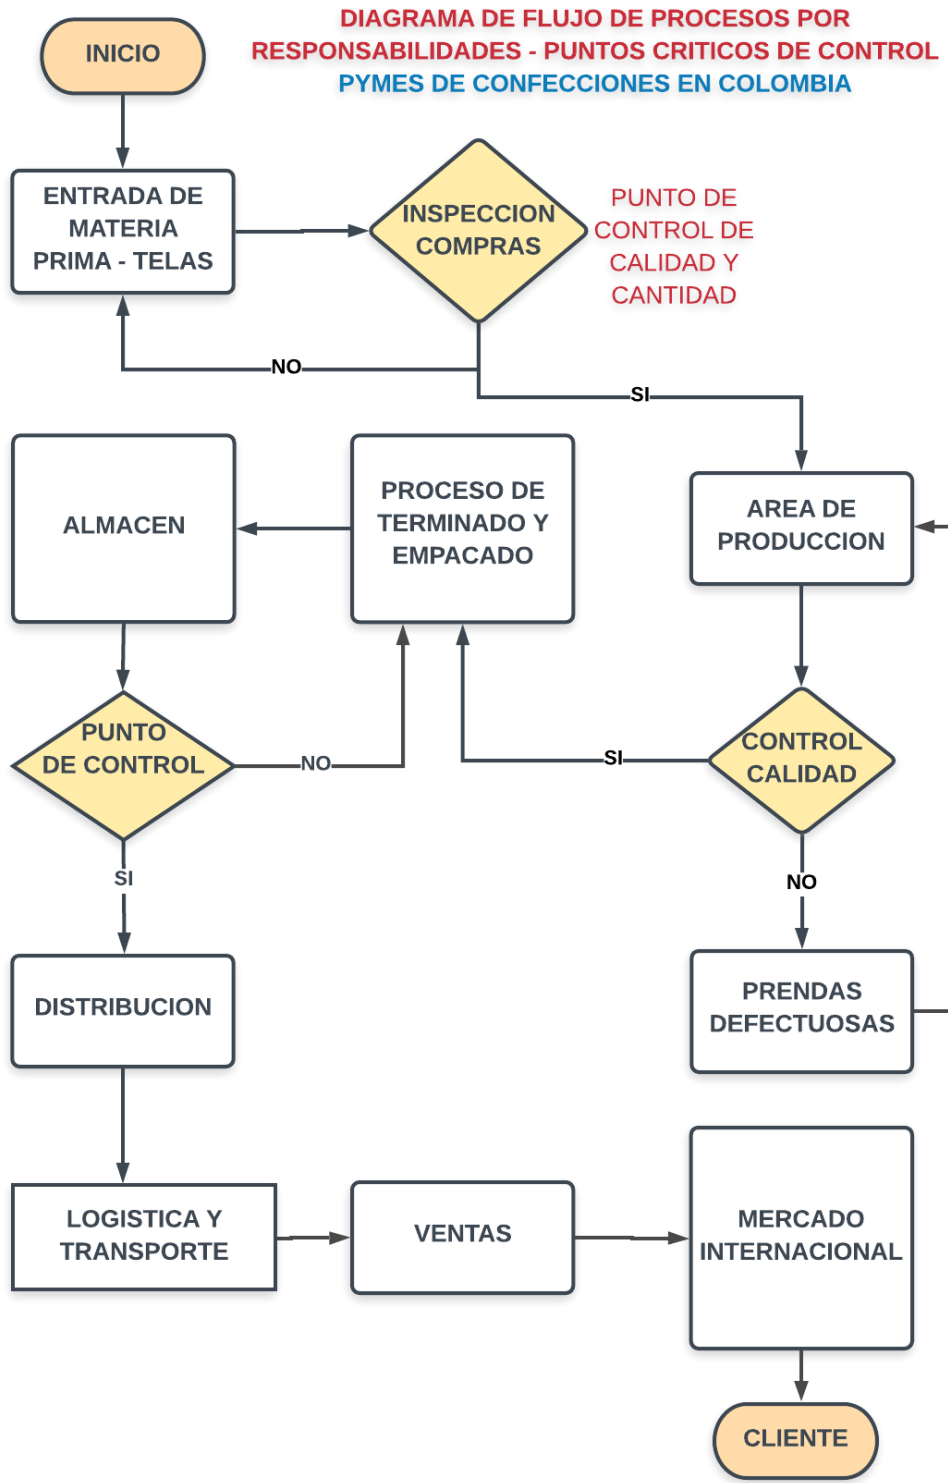 DIAGRAMA DE FLUJO DE PROCESOS POR
RESPONSABILIDADES - PUNTOS CRITICOS DE CONTROL
PYMES DE CONFECCIONES EN COLOMBIA
INICIO
ENTRADA DE
MATERIA
PRIMA - TELAS
INSPECCION
COMPRAS
PUNTO DE
CONTROL DE
CALIDAD Y
CANTIDAD
NO
SI
ALMACEN
PROCESO DE
TERMINADO Y
EMPACADO
AREA DE
PRODUCCION
PUNTO
DE CONTROL
NO
SI
CONTROL
CALIDAD
SI
NO
DISTRIBUCION
PRENDAS
DEFECTUOSAS
LOGISTICA Y
TRANSPORTE
VENTAS
MERCADO
INTERNACIONAL
CLIENTE